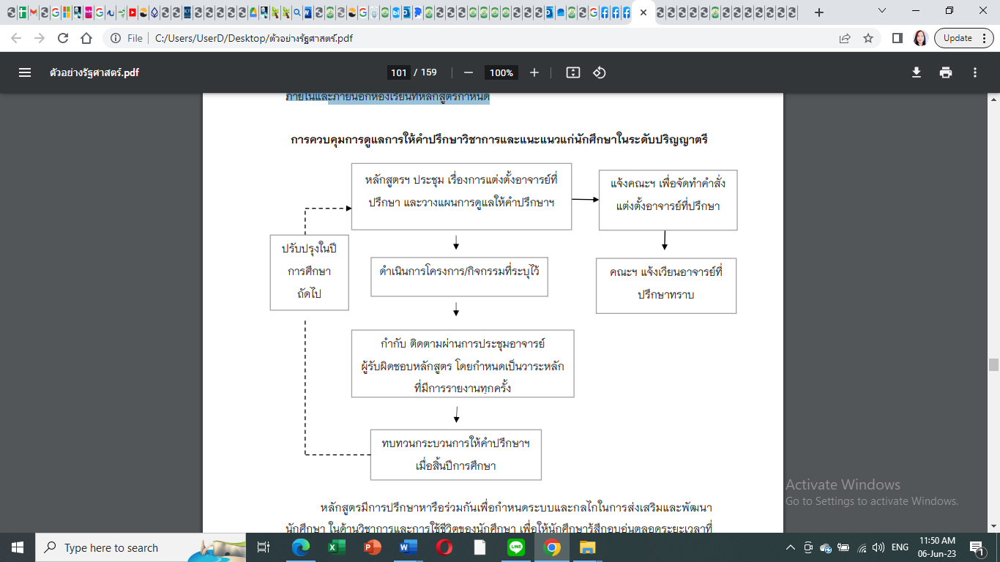 File
C:/Users/UserD/Desktop/ตัวอย่างรัฐศาสตร์.pdf
Update
ตัวอย่างรัฐศาสตร์.pdf
101 / 159
100%
ภายในและภายนอกห้องเรียนที่หลักสูตรกำหนด
การควบคุมการดูแลการให้คำปรึกษาวิชาการและแนะแนวแก่นักศึกษาในระดับปริญญาตรี
หลักสูตรฯ ประชุม เรื่องการแต่งตั้งอาจารย์ที่
ปรึกษา และวางแผนการดูแลให้คำปรึกษาฯ
แจ้งคณะฯ เพื่อจัดทำคำสั่ง
แต่งตั้งอาจารย์ที่ปรึกษา
ปรับปรุงในปี
การศึกษา
ถัดไป
ดำเนินการโครงการ/กิจกรรมที่ระบุไว้
คณะฯ แจ้งเวียนอาจารย์ที่
ปรึกษาทราบ
กำกับ ติดตามผ่านการประชุมอาจารย์
ผู้รับผิดชอบหลักสูตร โดยกำหนดเป็นวาระหลัก
ที่มีการรายงานทุกครั้ง
ทบทวนกระบวนการให้คำปรึกษาฯ
เมื่อสิ้นปีการศึกษา
หลักสูตรมีการปรึกษาหารือร่วมกันเพื่อกำหนดระบบและกลไกในการส่งเสริมและพัฒนา
นักศึกษา ในด้านวิชาการและการใช้ชีวิตของนักศึกษา เพื่อให้นักศึกษารู้สึกอบอุ่นตลอดระยะเวลาที่
Activate Windows
Go to Settings to activate Windows.
Type here to search
LINE
ENG
11:50 AM
06-Jun-23
1